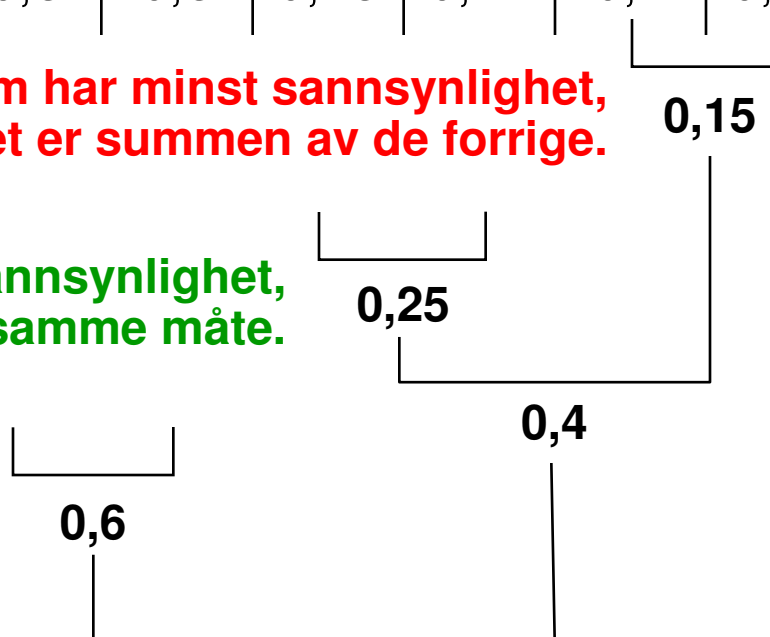 m har minst sannsynlighet,
et er summen av de forrige.
0,15
annsynlighet,
samme måte.
0,25
0,4
0,6